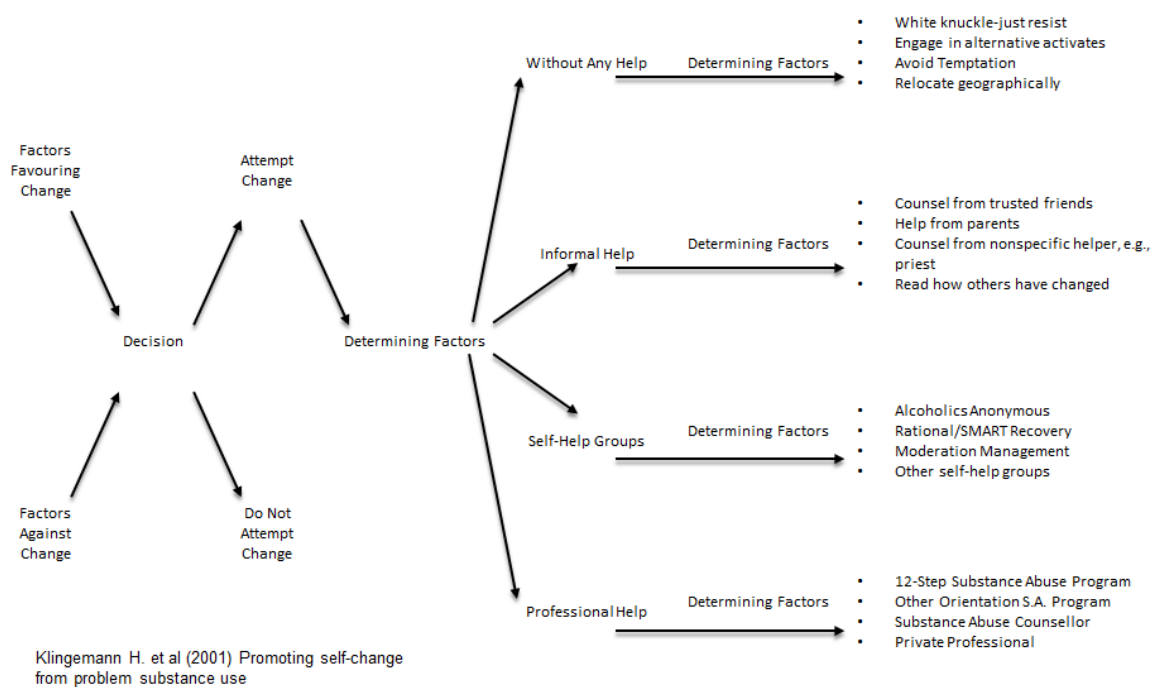 Factors
Favouring
Change
Factors
Against
Change
Decision
Attempt
Change
Do Not
Attempt
Change
Determining Factors
Without Any Help
Determining Factors
• White knuckle-just resist
• Engage in alternative activates
• Avoid Temptation
• Relocate geographically
Informal Help
Determining Factors
• Counsel from trusted friends
• Help from parents
• Counsel from nonspecific helper, e.g.,
priest
• Read how others have changed
Self-Help Groups
Determining Factors
• Alcoholics Anonymous
• Rational/SMART Recovery
• Moderation Management
• Other self-help groups
Professional Help
Determining Factors
• 12-Step Substance Abuse Program
• Other Orientation S.A. Program
• Substance Abuse Counsellor
• Private Professional
Klingemann H. et al (2001) Promoting self-change
from problem substance use